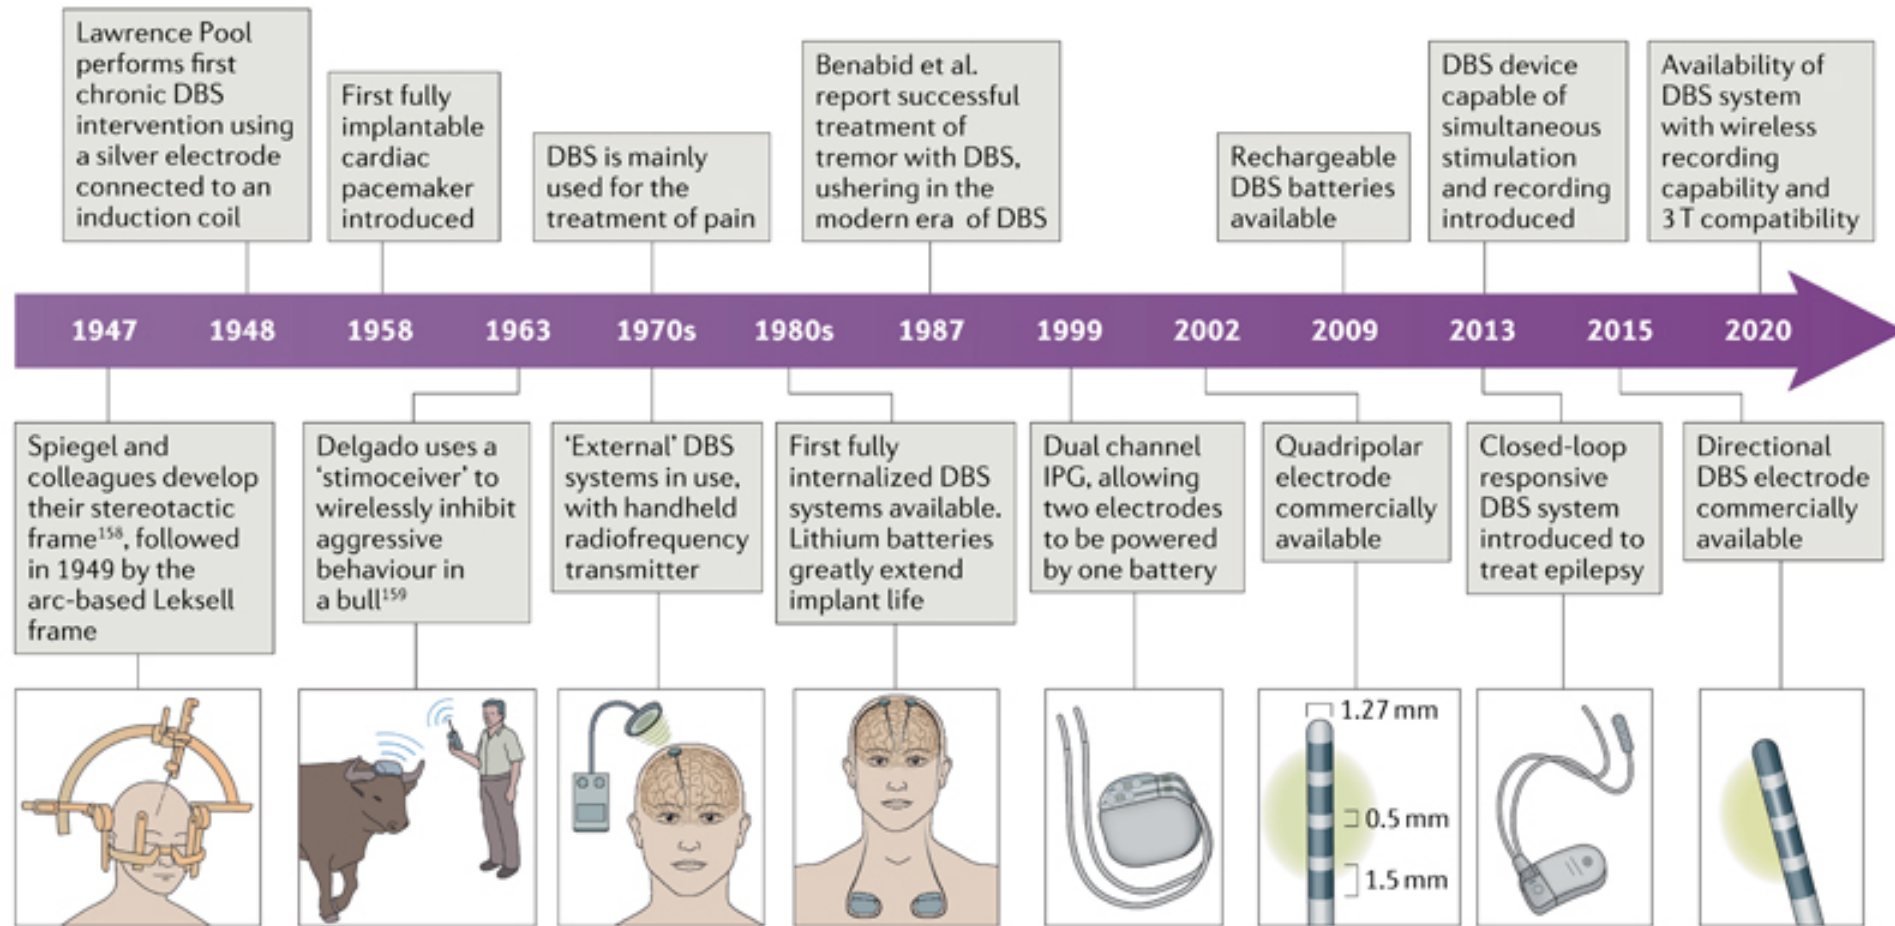 Lawrence Pool
performs first
chronic DBS
intervention using
a silver electrode
connected to an
induction coil
First fully
implantable
cardiac
pacemaker
introduced
DBS is mainly
used for the
treatment of pain
Benabid et al.
report successful
treatment of
tremor with DBS,
ushering in the
modern era of DBS
Rechargeable
DBS batteries
available
DBS device
capable of
simultaneous
stimulation
and recording
introduced
Availability of
DBS system
with wireless
recording
capability and
3 T compatibility
1947 1948 1958 1963 1970s 1980s 1987 1999 2002 2009 2013 2015 2020
Spiegel and
colleagues develop
their stereotactic
frame¹⁵⁸, followed
in 1949 by the
arc-based Leksell
frame
Delgado uses a
‘stimoceiver’ to
wirelessly inhibit
aggressive
behaviour in
a bull¹⁵⁹
‘External’ DBS
systems in use,
with handheld
radiofrequency
transmitter
First fully
internalized DBS
systems available.
Lithium batteries
greatly extend
implant life
Dual channel
IPG, allowing
two electrodes
to be powered
by one battery
Quadripolar
electrode
commercially
available
Closed-loop
responsive
DBS system
introduced to
treat epilepsy
Directional
DBS electrode
commercially
available
1.27 mm
0.5 mm
1.5 mm